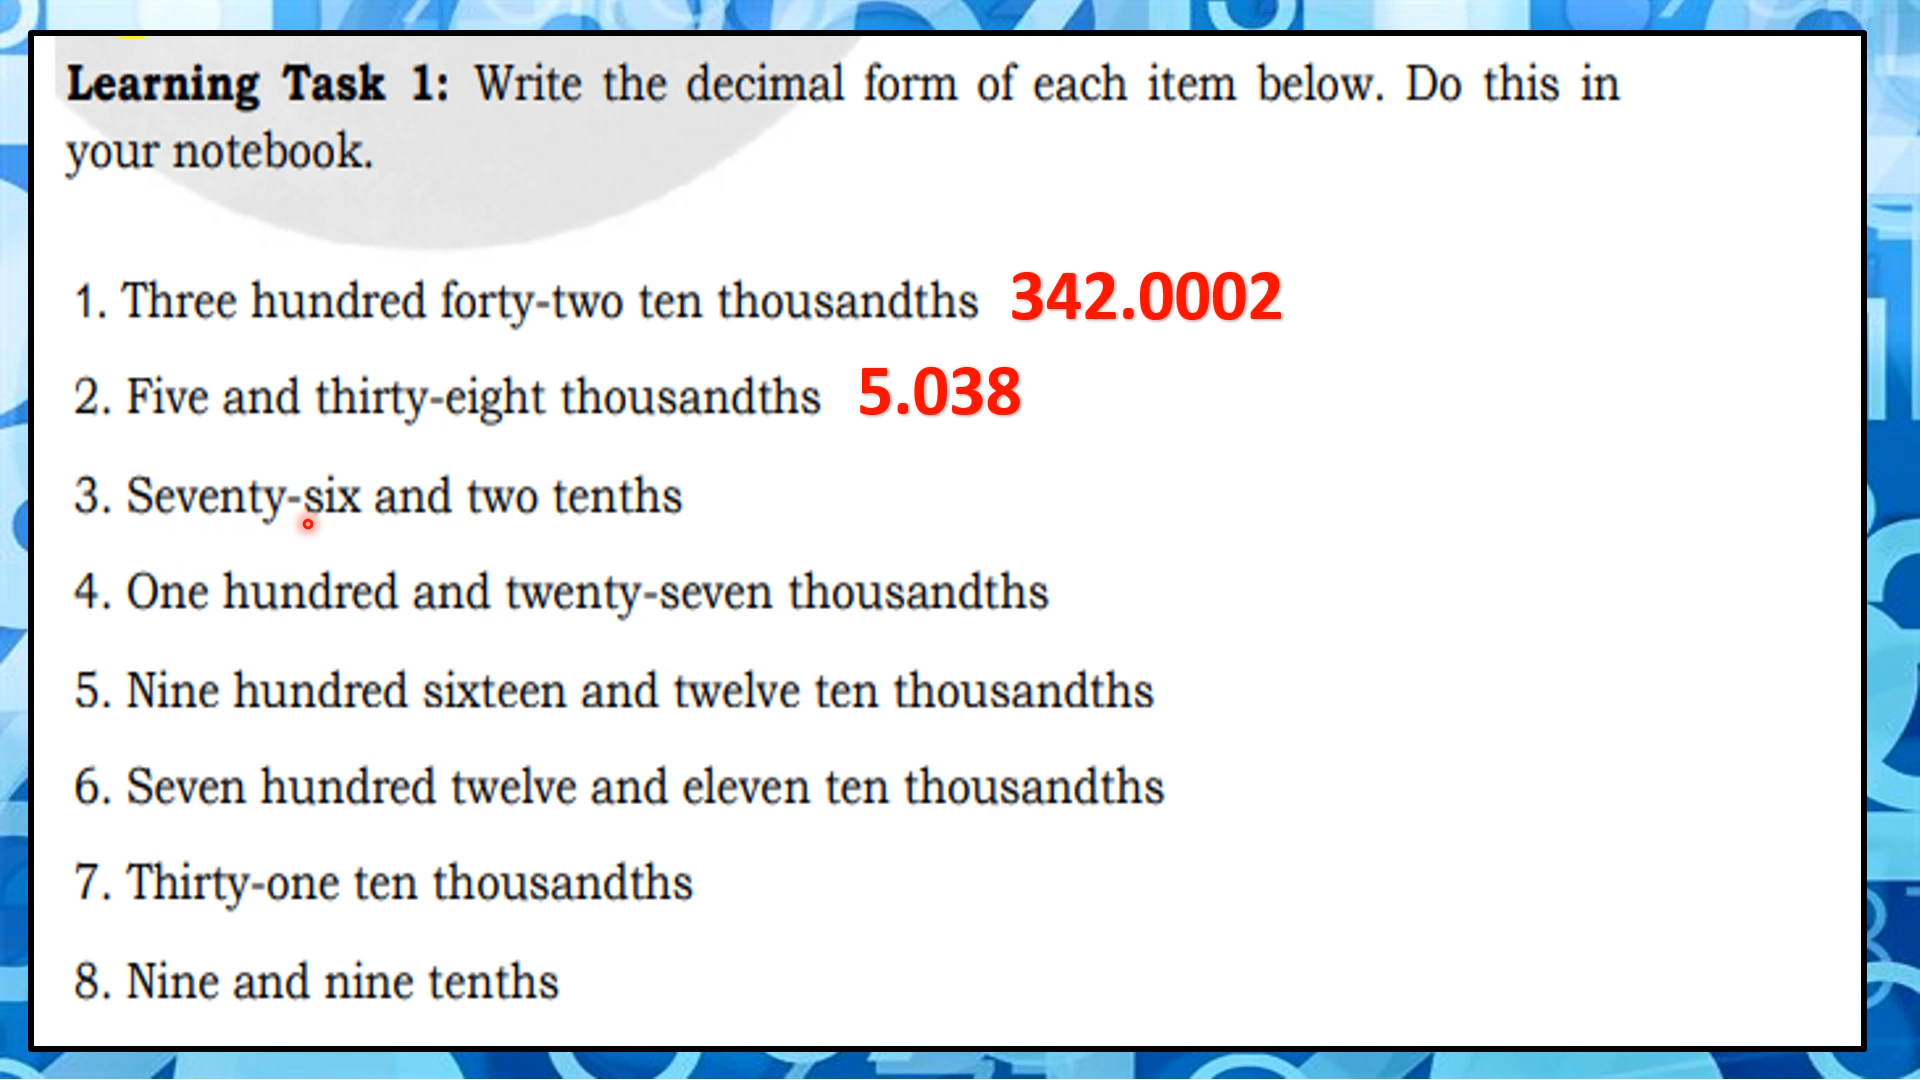 Learning Task 1: Write the decimal form of each item below. Do this in
your notebook.
1. Three hundred forty-two ten thousandths 342.0002
2. Five and thirty-eight thousandths 5.038
3. Seventy-six and two tenths
4. One hundred and twenty-seven thousandths
5. Nine hundred sixteen and twelve ten thousandths
6. Seven hundred twelve and eleven ten thousandths
7. Thirty-one ten thousandths
8. Nine and nine tenths